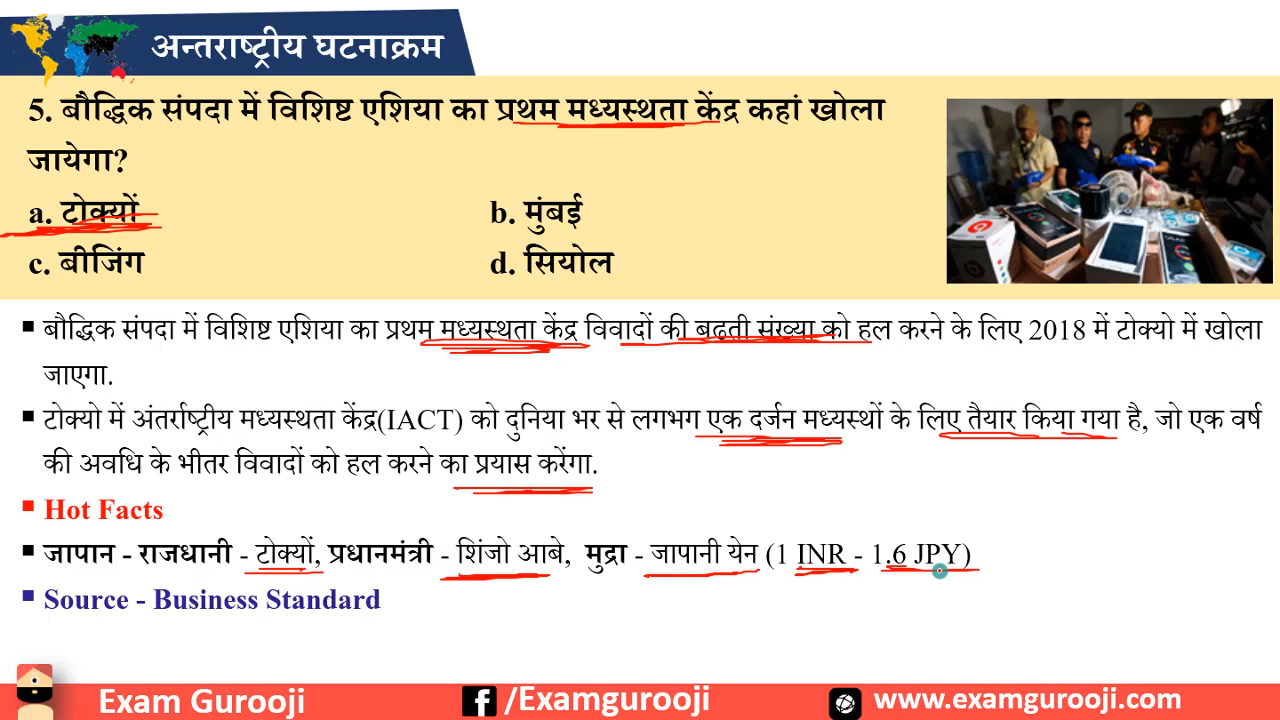 अन्तराष्ट्रीय घटनाक्रम
5. बौद्धिक संपदा में विशिष्ट एशिया का प्रथम मध्यस्थता केंद्र कहां खोला
जायेगा?
a. टोक्यों b. मुंबई
c. बीजिंग d. सियोल
▪ बौद्धिक संपदा में विशिष्ट एशिया का प्रथम मध्यस्थता केंद्र विवादों की बढती संख्या को हल करने के लिए 2018 में टोक्यो में खोला
जाएगा.
▪ टोक्यो में अंतर्राष्ट्रीय मध्यस्थता केंद्र(IACT) को दुनिया भर से लगभग एक दर्जन मध्यस्थों के लिए तैयार किया गया है, जो एक वर्ष
की अवधि के भीतर विवादों को हल करने का प्रयास करेंगा.
▪ Hot Facts
▪ जापान - राजधानी - टोक्यों, प्रधानमंत्री - शिंजो आबे, मुद्रा - जापानी येन (1 INR - 1.6 JPY)
▪ Source - Business Standard
Exam Gurooji /Examgurooji www.examgurooji.com